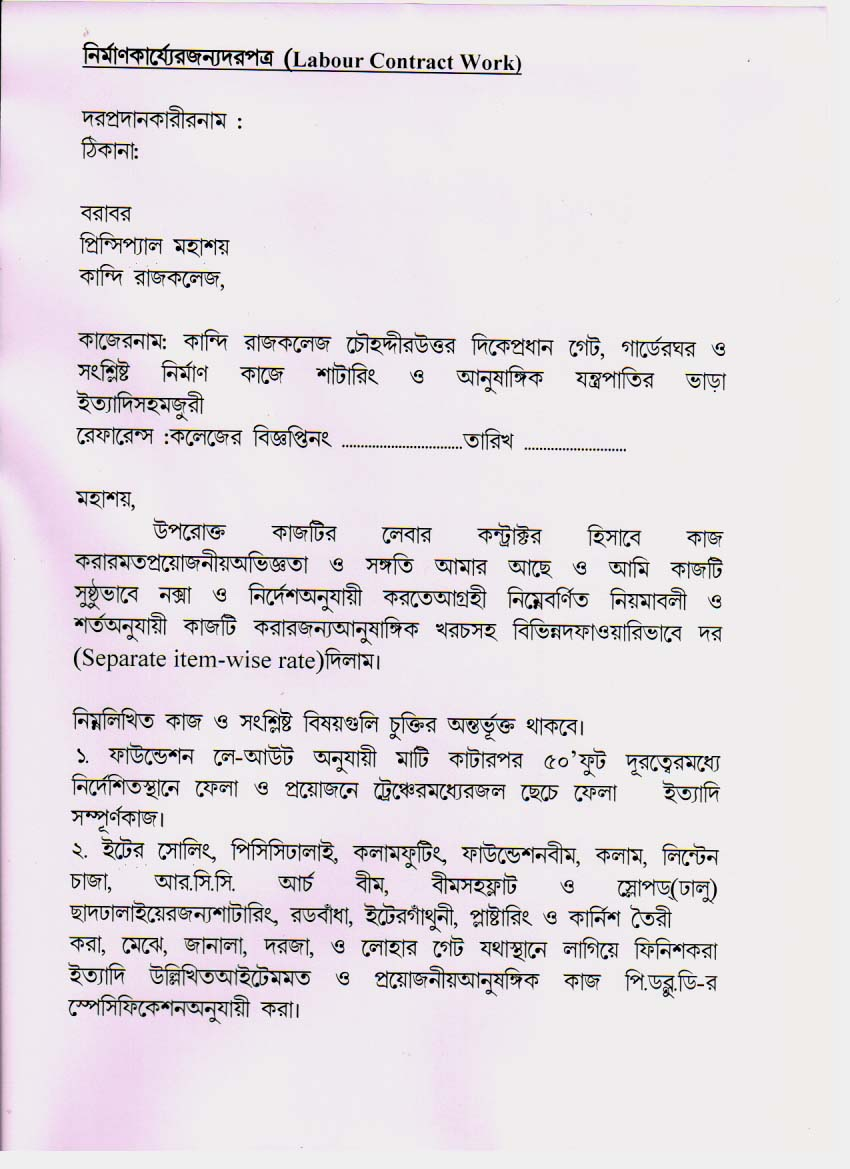 নির্মাণকার্য্যেরজন্যদরপত্র (Labour Contract Work)
দরপ্রদানকারীরনাম :
ঠিকানা:
বরাবর
প্রিন্সিপ্যাল মহাশয়
কান্দি রাজকলেজ,
কাজেরনাম: কান্দি রাজকলেজ চৌহদ্দীরউত্তর দিকেপ্রধান গেট, গার্ডেরঘর ও
সংশ্লিষ্ট নির্মাণ কাজে শাটারিং ও আনুষাঙ্গিক যন্ত্রপাতির ভাড়া
ইত্যাদিসহমজুরী
রেফারেন্স :কলেজের বিজ্ঞপ্তিনং ..............................তারিখ ..........................
মহাশয়,
উপরোক্ত কাজটির লেবার কন্ট্রাক্টর হিসাবে কাজ
করারমতপ্রয়োজনীয়অভিজ্ঞতা ও সঙ্গতি আমার আছে ও আমি কাজটি
সুষ্ঠুভাবে নক্সা ও নির্দেশঅনুযায়ী করতেআগ্রহী নিম্নেবর্ণিত নিয়মাবলী ও
শর্তঅনুযায়ী কাজটি করারজন্যআনুষাঙ্গিক খরচসহ বিভিন্নদফাওয়ারিভাবে দর
(Separate item-wise rate)দিলাম।
নিম্নলিখিত কাজ ও সংশ্লিষ্ট বিষয়গুলি চুক্তির অন্তর্ভূক্ত থাকবে।
১. ফাউন্ডেশন লে-আউট অনুযায়ী মাটি কাটারপর ৫০’ফুট দূরত্বেরমধ্যে
নির্দেশিতস্থানে ফেলা ও প্রয়োজনে ট্রেঞ্চেরমধ্যেরজল ছেচে ফেলা ইত্যাদি
সম্পূর্ণকাজ।
২. ইটের সোলিং, পিসিসিঢালাই, কলামফুটিং, ফাউন্ডেশনবীম, কলাম, লিন্টেন
চাজা, আর.সি.সি. আর্চ বীম, বীমসহফ্লাট ও স্লোপড(ঢালু)
ছাদঢালাইয়েরজন্যশাটারিং, রডবাঁধা, ইটেরগাঁথুনী, প্লাষ্টারিং ও কার্নিশ তৈরী
করা, মেঝে, জানালা, দরজা, ও লোহার গেট যথাস্থানে লাগিয়ে ফিনিশকরা
ইত্যাদি উল্লিখিতআইটেমমত ও প্রয়োজনীয়আনুষঙ্গিক কাজ পি.ডব্লু.ডি-র
স্পেসিফিকেশনঅনুযায়ী করা।